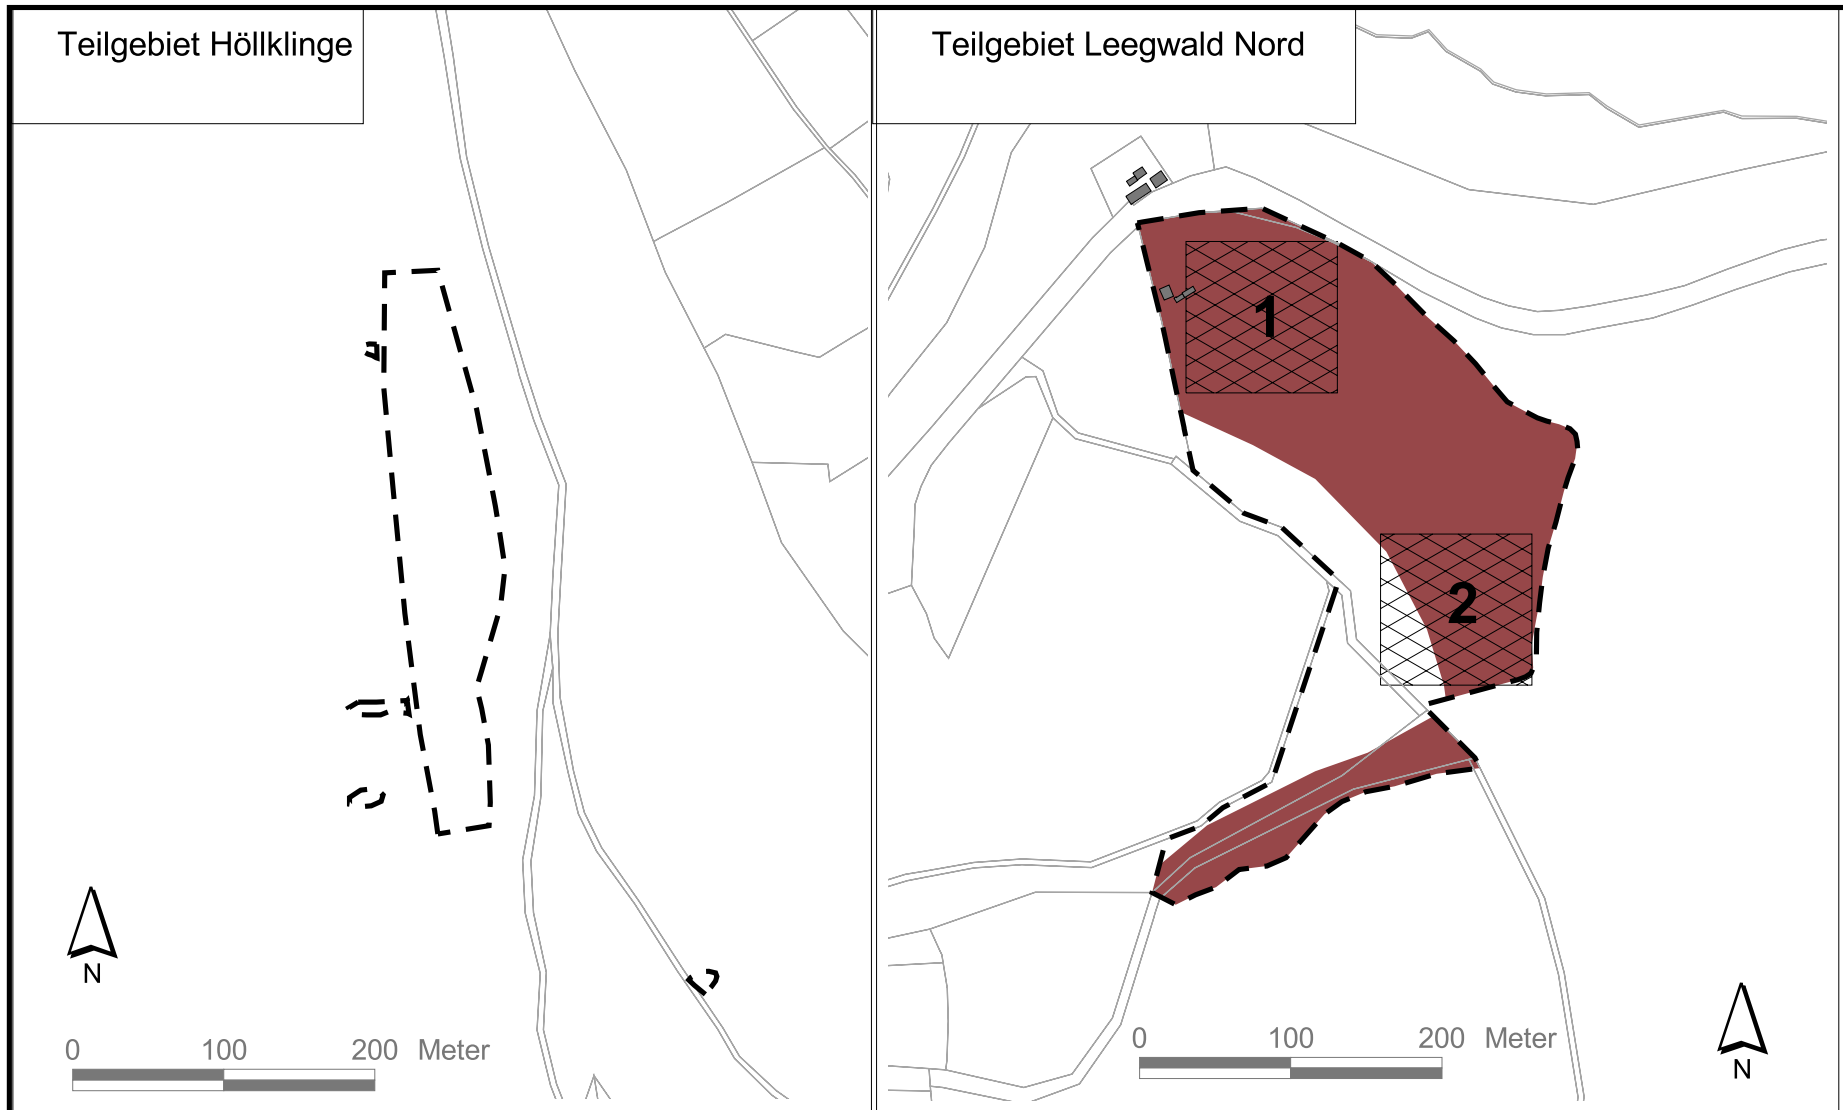 Teilgebiet Höllklinge
N
0 100 200 Meter
Teilgebiet Leegwald Nord
1
2
0 100 200 Meter
N